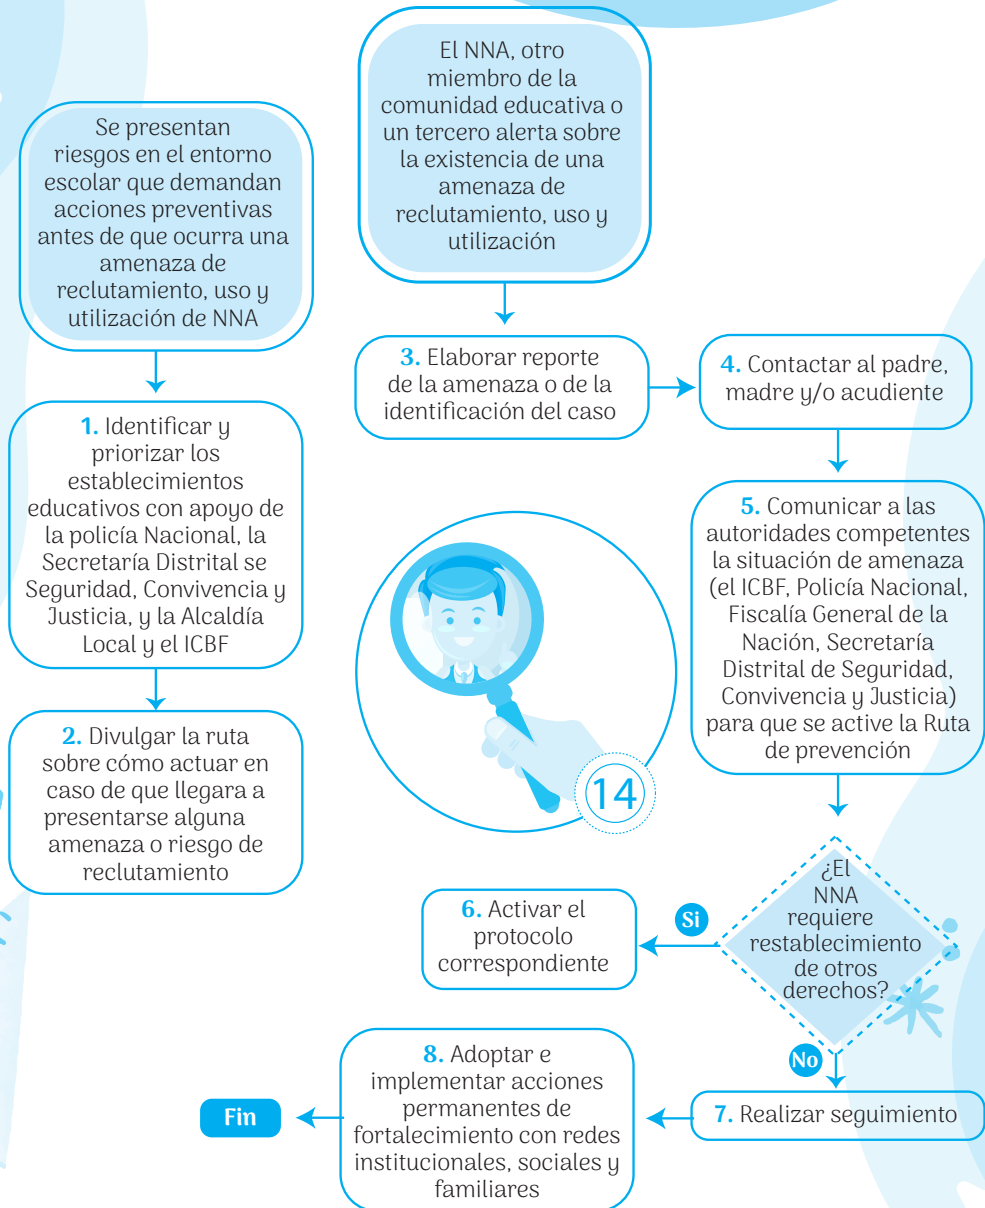 Se presentan
riesgos en el entorno
escolar que demandan
acciones preventivas
antes de que ocurra una
amenaza de
reclutamiento, uso y
utilización de NNA
1. Identificar y
priorizar los
establecimientos
educativos con apoyo de
la policía Nacional, la
Secretaría Distrital se
Seguridad, Convivencia y
Justicia, y la Alcaldía
Local y el ICBF
2. Divulgar la ruta
sobre cómo actuar en
caso de que llegara a
presentarse alguna
amenaza o riesgo de
reclutamiento
El NNA, otro
miembro de la
comunidad educativa o
un tercero alerta sobre
la existencia de una
amenaza de
reclutamiento, uso y
utilización
3. Elaborar reporte
de la amenaza o de la
identificación del caso
4. Contactar al padre,
madre y/o acudiente
5. Comunicar a las
autoridades competentes
la situación de amenaza
(el ICBF, Policía Nacional,
Fiscalía General de la
Nación, Secretaría
Distrital de Seguridad,
Convivencia y Justicia)
para que se active la Ruta
de prevención
14
¿El
NNA
requiere
restablecimiento
de otros
derechos?
Si
6. Activar el
protocolo
correspondiente
No
7. Realizar seguimiento
8. Adoptar e
implementar acciones
permanentes de
fortalecimiento con redes
institucionales, sociales y
familiares
Fin